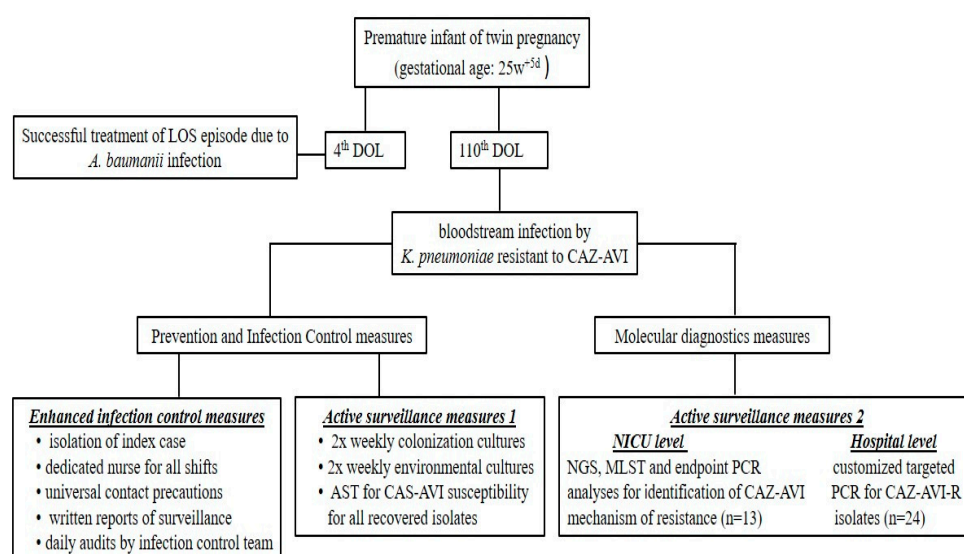 Premature infant of twin pregnancy
(gestational age: 25w+5d )
Successful treatment of LOS episode due to
A. baumanii infection
4th DOL
110th DOL
bloodstream infection by
K. pneumoniae resistant to CAZ-AVI
Prevention and Infection Control measures
Molecular diagnostics measures
Enhanced infection control measures
• isolation of index case
• dedicated nurse for all shifts
• universal contact precautions
• written reports of surveillance
• daily audits by infection control team
Active surveillance measures 1
• 2x weekly colonization cultures
• 2x weekly environmental cultures
• AST for CAS-AVI susceptibility
for all recovered isolates
Active surveillance measures 2
NICU level
NGS, MLST and endpoint PCR
analyses for identification of CAZ-AVI
mechanism of resistance (n=13)
Hospital level
customized targeted
PCR for CAZ-AVI-R
isolates (n=24)